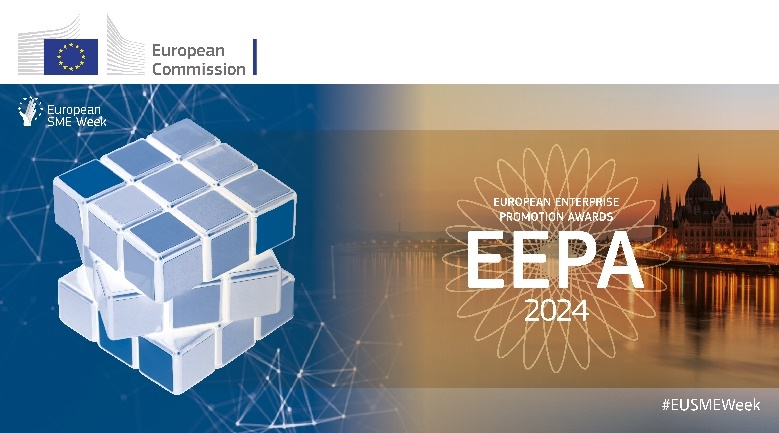 European
Commission
European
SME Week
EUROPEAN ENTERPRISE
PROMOTION AWARDS
EEPA
2024
#EUSMEWeek